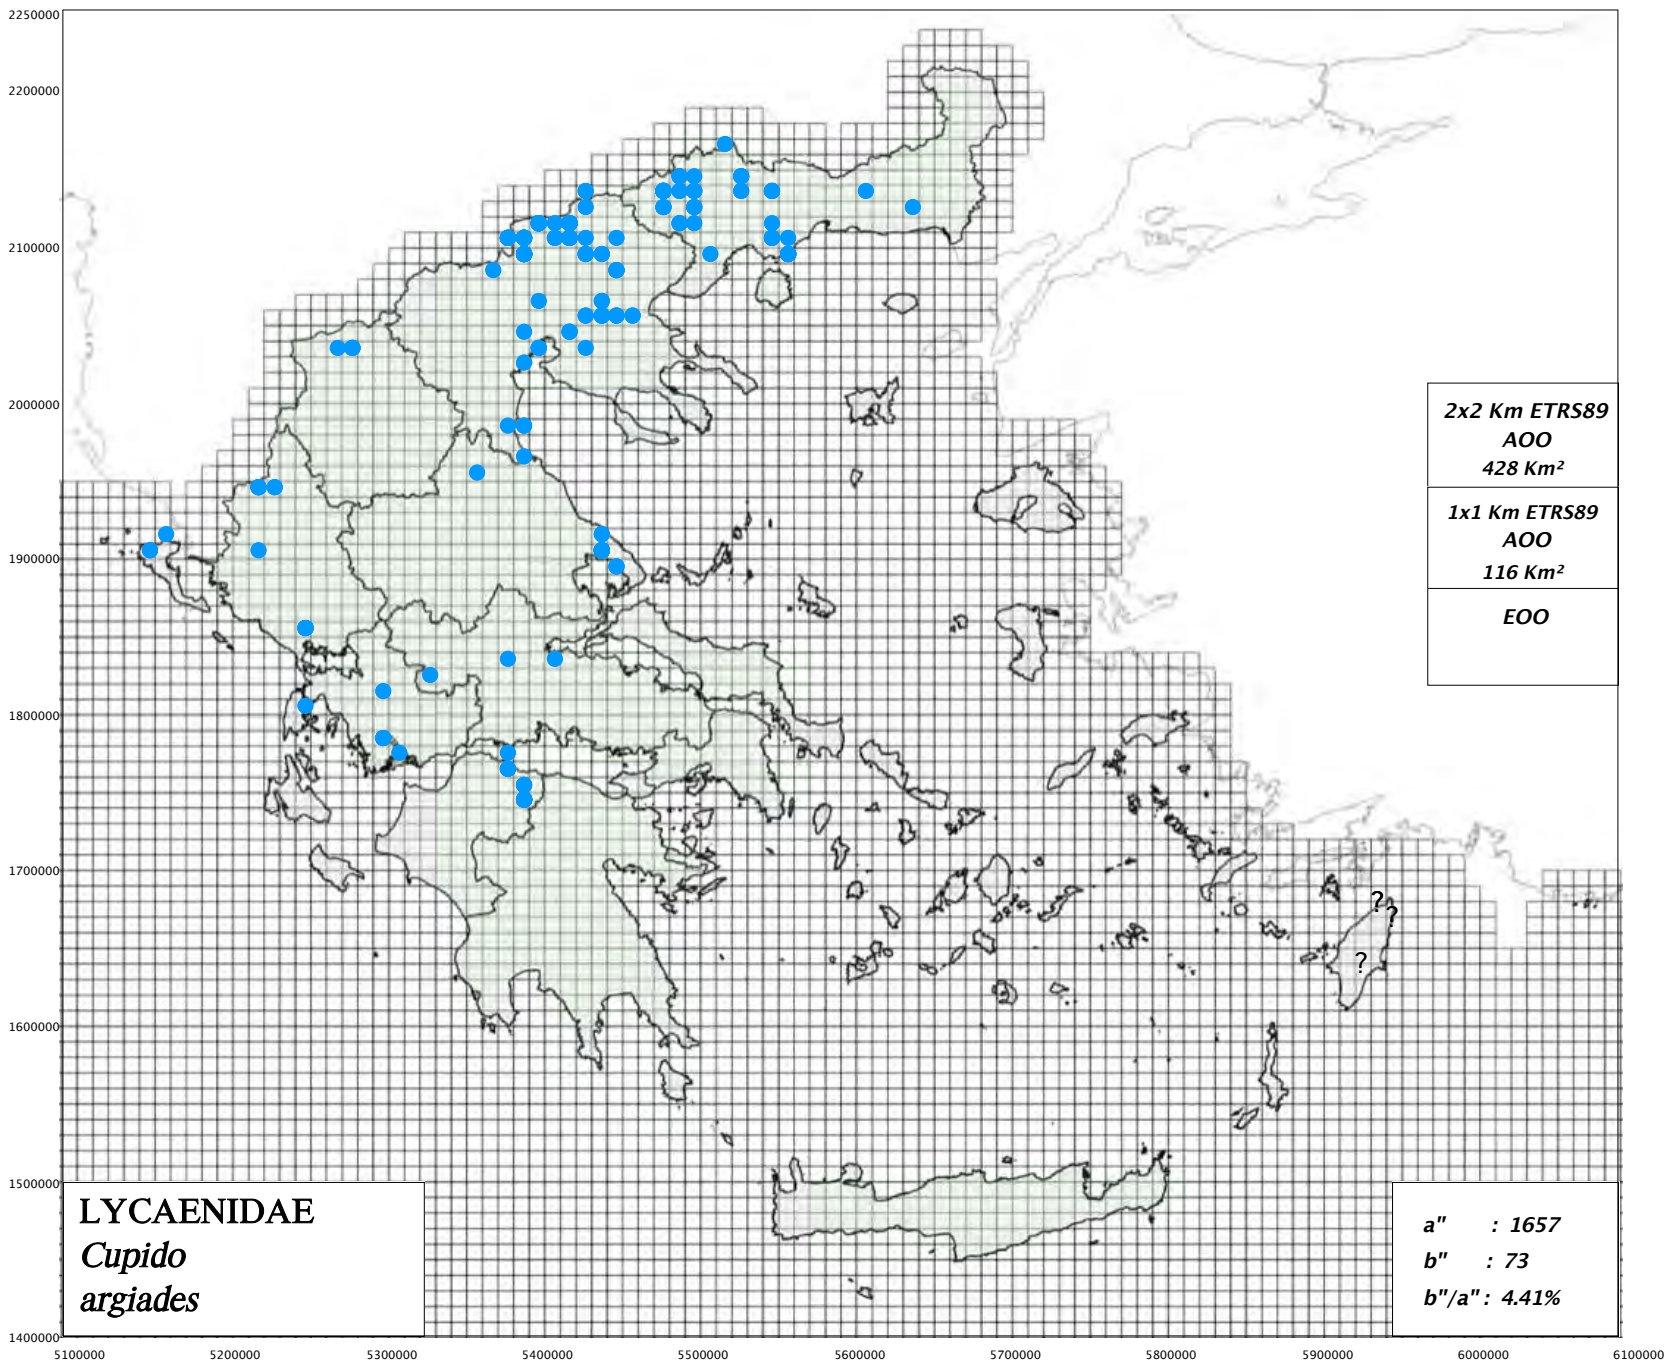 2250000
2200000
2100000
2000000
1900000
1800000
1700000
1600000
1500000
1400000
2x2 Km ETRS89
AOO
428 Km²
1x1 Km ETRS89
AOO
116 Km²
EOO
?
?
?
LYCAENIDAE
Cupido
argiades
a" : 1657
b" : 73
b"/a" : 4.41%
5100000 5200000 5300000 5400000 5500000 5600000 5700000 5800000 5900000 6000000 6100000